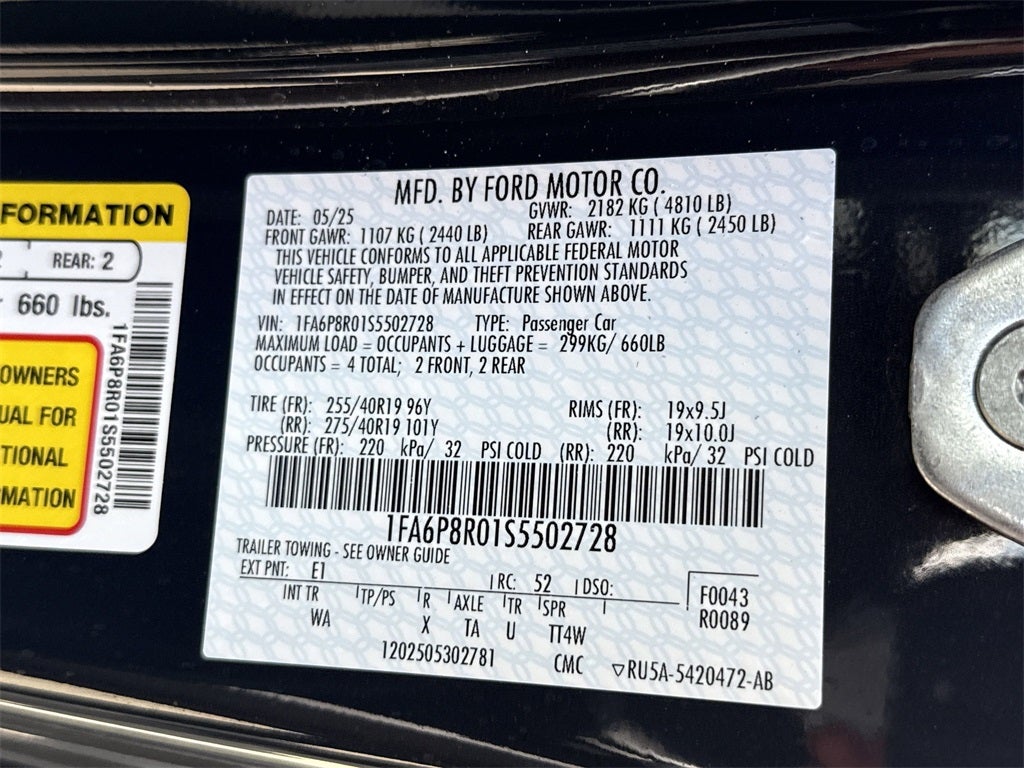 FORMATION
REAR: 2
660 lbs.
OWNERS
UAL FOR
TIONAL
RMATION
1FA6P8R01S5502728
MFD. BY FORD MOTOR CO.
DATE: 05/25 GVWR: 2182 KG ( 4810 LB)
FRONT GAWR: 1107 KG ( 2440 LB) REAR GAWR: 1111 KG ( 2450 LB)
THIS VEHICLE CONFORMS TO ALL APPLICABLE FEDERAL MOTOR
VEHICLE SAFETY, BUMPER, AND THEFT PREVENTION STANDARDS
IN EFFECT ON THE DATE OF MANUFACTURE SHOWN ABOVE.
VIN: 1FA6P8R01S5502728 TYPE: Passenger Car
MAXIMUM LOAD = OCCUPANTS + LUGGAGE = 299KG/ 660LB
OCCUPANTS = 4 TOTAL; 2 FRONT, 2 REAR
TIRE (FR): 255/40R19 96Y RIMS (FR): 19x9.5J
(RR): 275/40R19 101Y (RR): 19x10.0J
PRESSURE (FR): 220 kPa/ 32 PSI COLD (RR): 220 kPa/ 32 PSI COLD
1FA6P8R01S5502728
TRAILER TOWING - SEE OWNER GUIDE
EXT PNT: E1 RC: 52 DSO: F0043
INT TR TP/PS R AXLE TR SPR R0089
WA X TA U TT4W
1202505302781 CMC ▽RU5A-5420472-AB